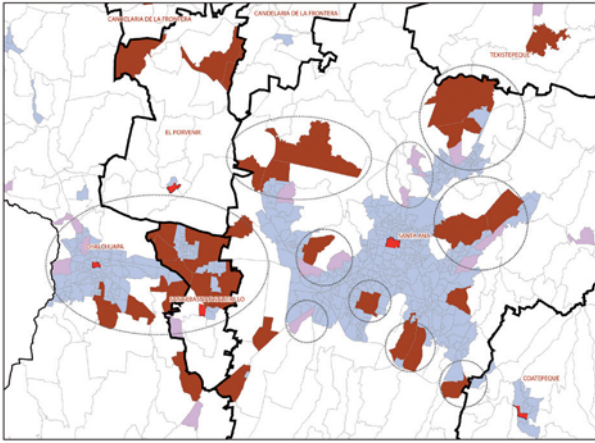 CANDELARIA DE LA FRONTERA
CANDELARIA DE LA FRONTERA
TEXISTEPEQUE
EL PORVENIR
SANTA ANA
CHALCHUAPA
COATEPEQUE